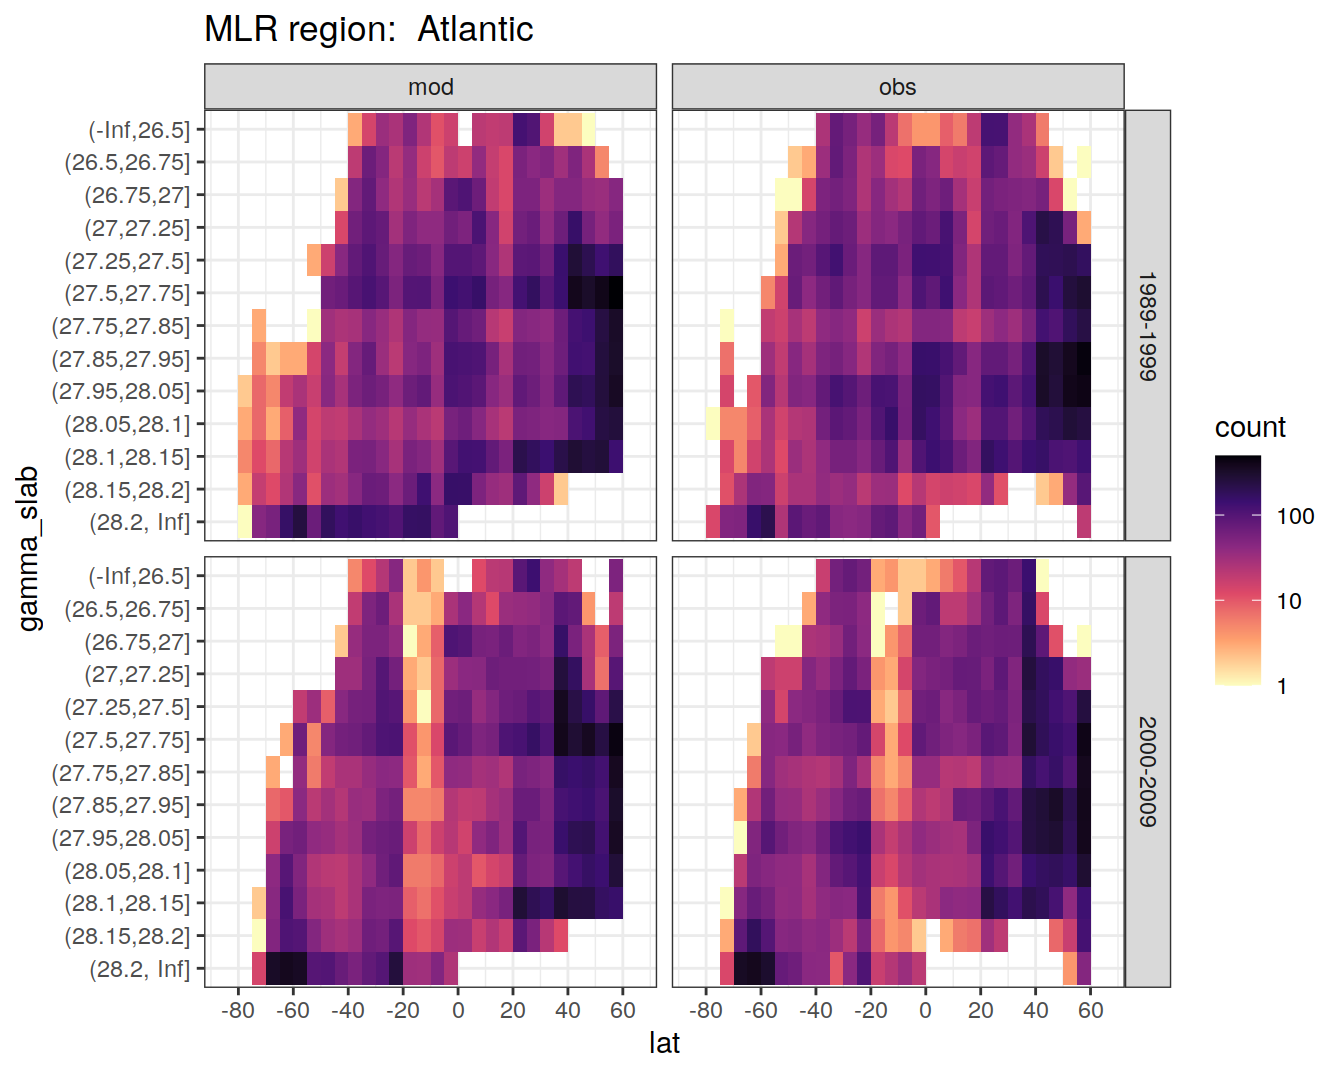 MLR region:  Atlantic
mod
obs
(-Inf,26.5]
(26.5,26.75]
(26.75,27]
(27,27.25]
(27.25,27.5]
(27.5,27.75]
(27.75,27.85]
(27.85,27.95]
(27.95,28.05]
(28.05,28.1]
(28.1,28.15]
(28.15,28.2]
(28.2, Inf]
1989-1999
(-Inf,26.5]
(26.5,26.75]
(26.75,27]
(27,27.25]
(27.25,27.5]
(27.5,27.75]
(27.75,27.85]
(27.85,27.95]
(27.95,28.05]
(28.05,28.1]
(28.1,28.15]
(28.15,28.2]
(28.2, Inf]
2000-2009
gamma_slab
-80 -60 -40 -20 0 20 40 60
-80 -60 -40 -20 0 20 40 60
lat
count
100
10
1